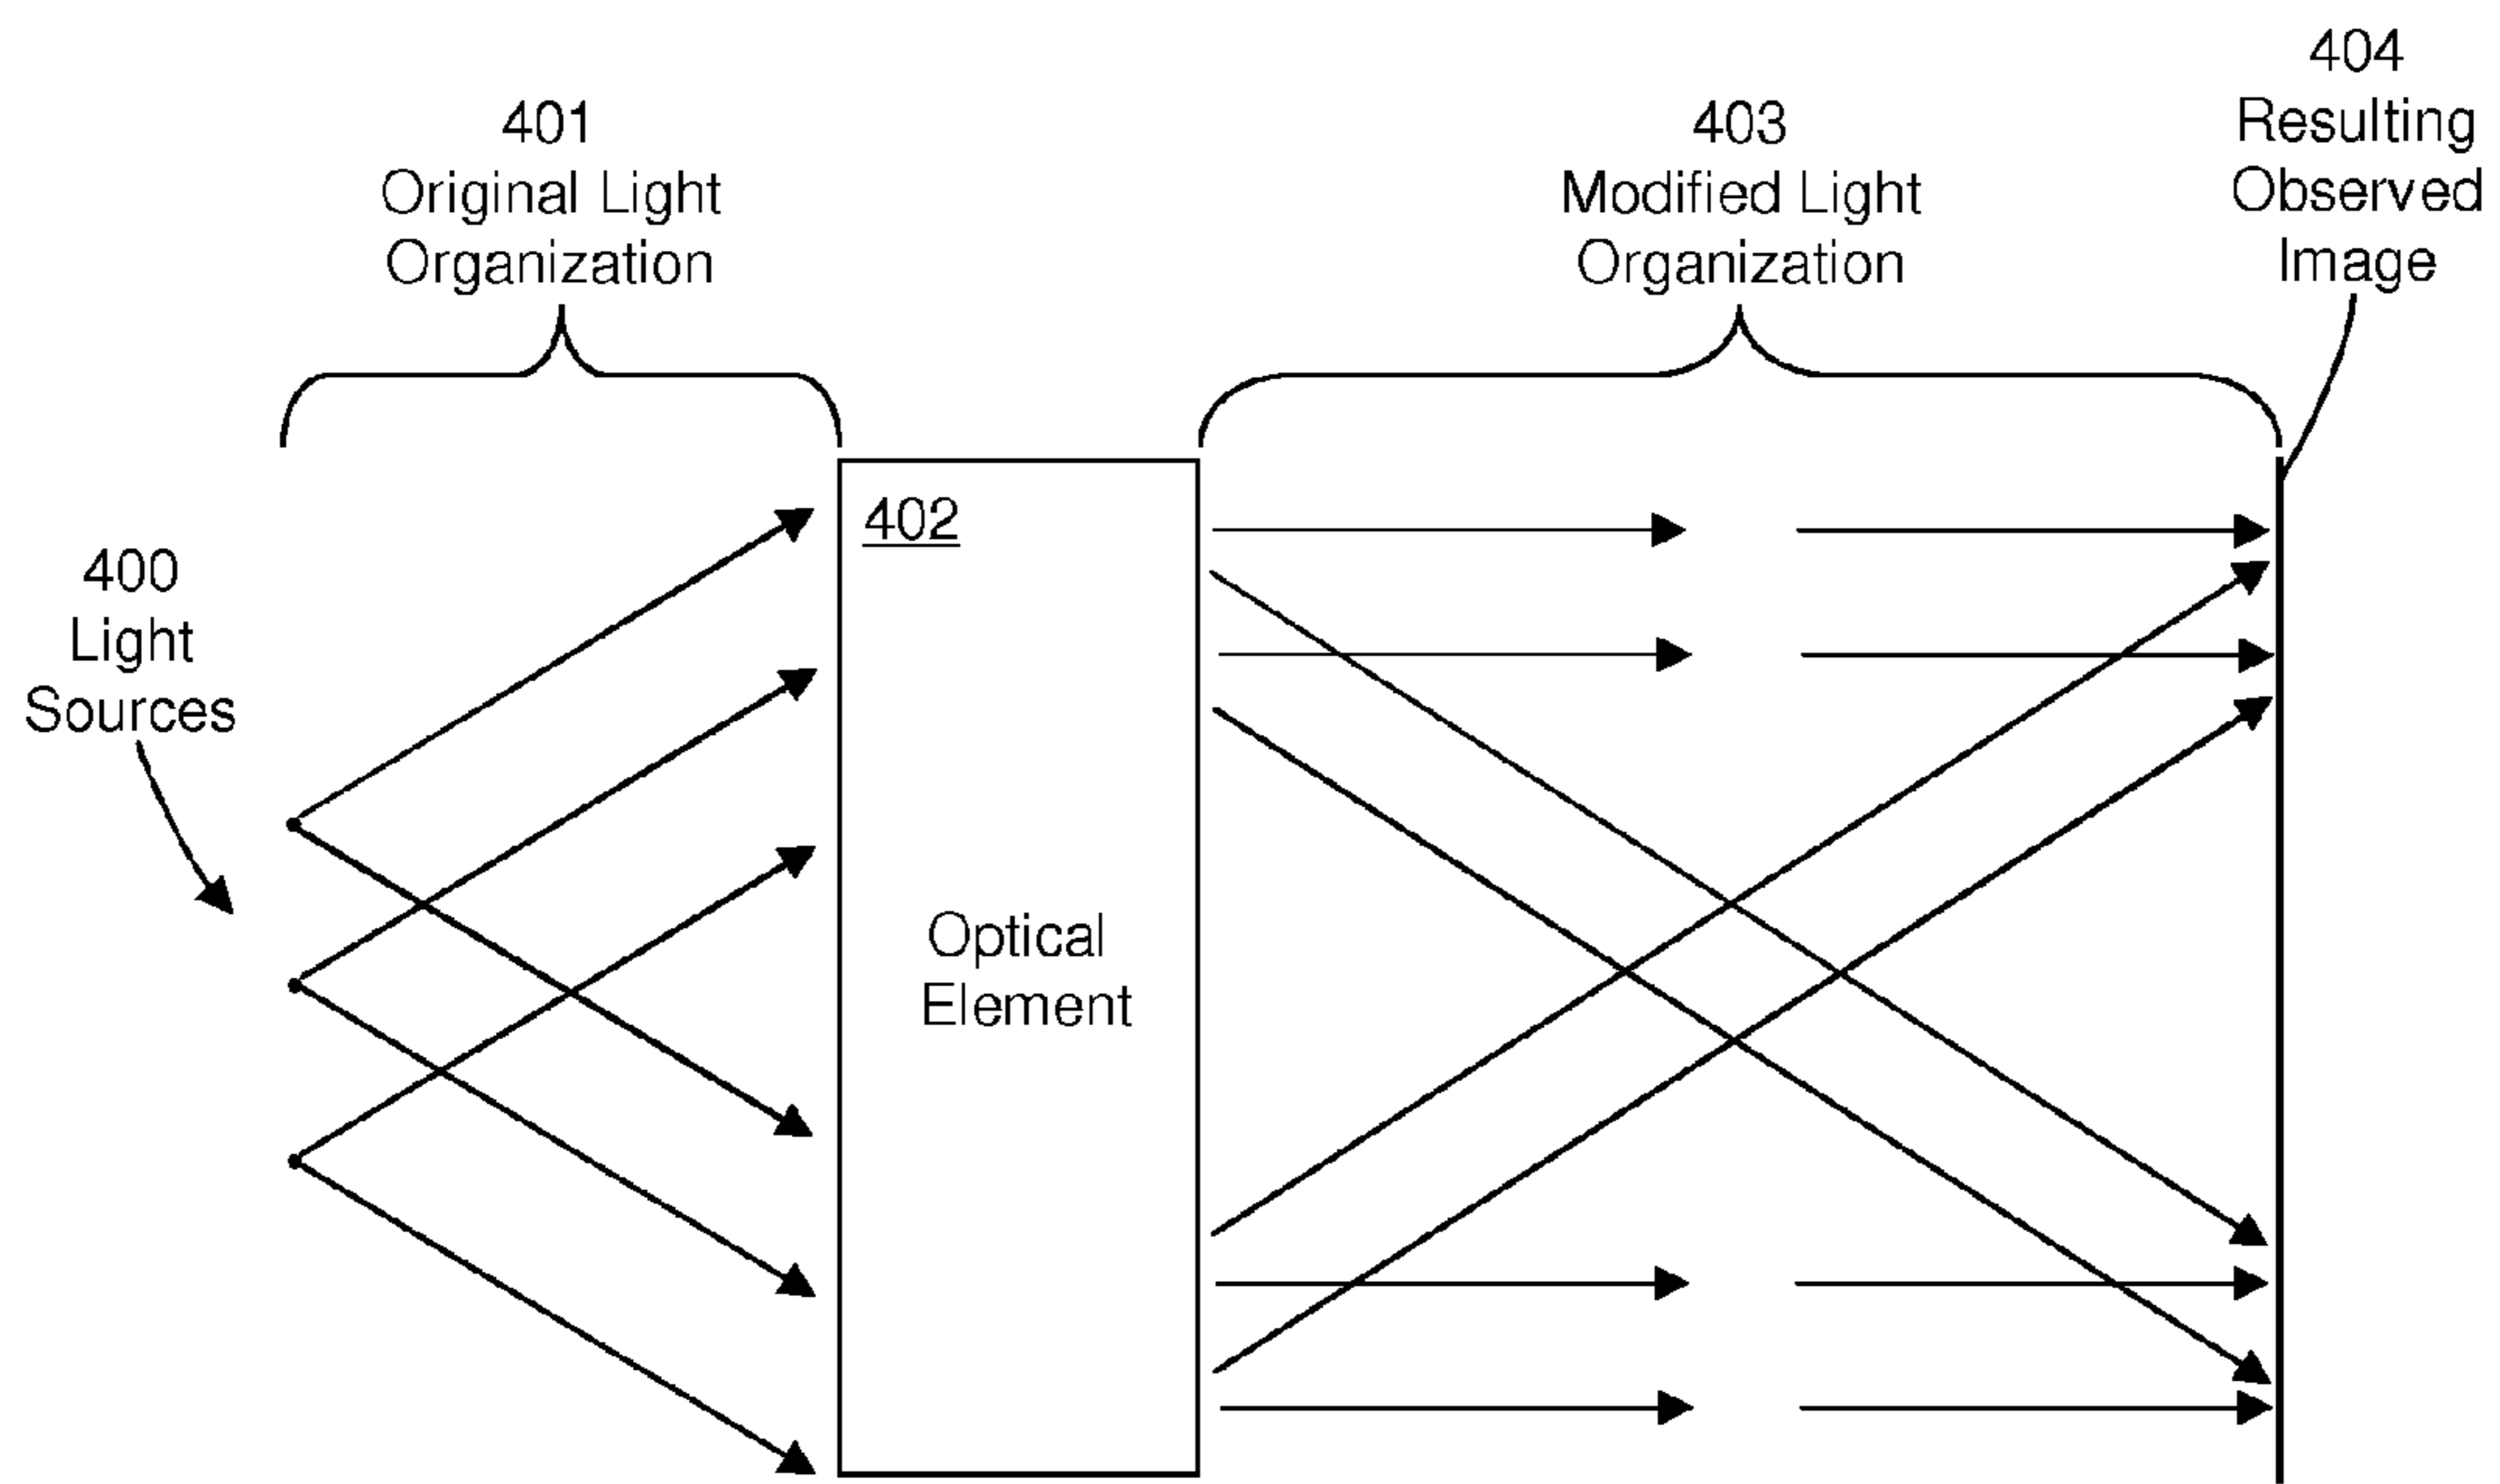 400
Light
Sources
401
Original Light
Organization
402
Optical
Element
403
Modified Light
Organization
404
Resulting
Observed
Image